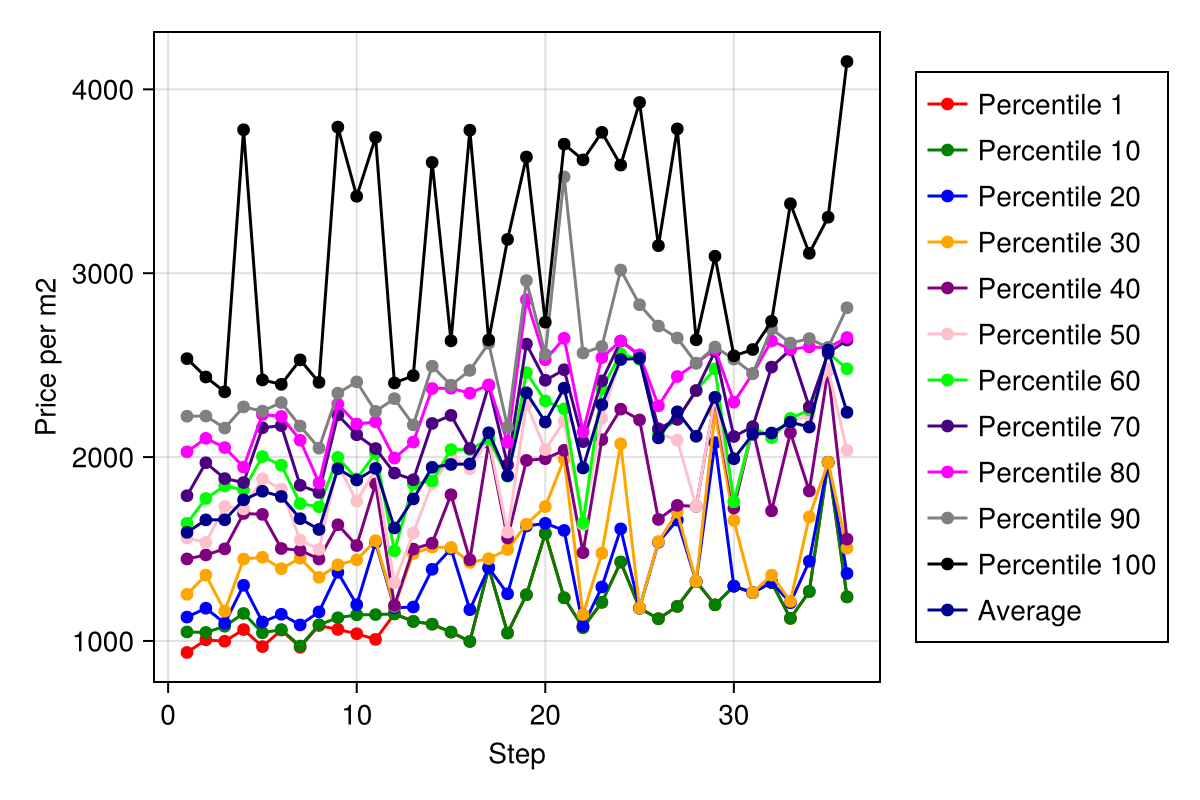 4000
3000
2000
1000
Price per m2
0 10 20 30
Step
Percentile 1
Percentile 10
Percentile 20
Percentile 30
Percentile 40
Percentile 50
Percentile 60
Percentile 70
Percentile 80
Percentile 90
Percentile 100
Average